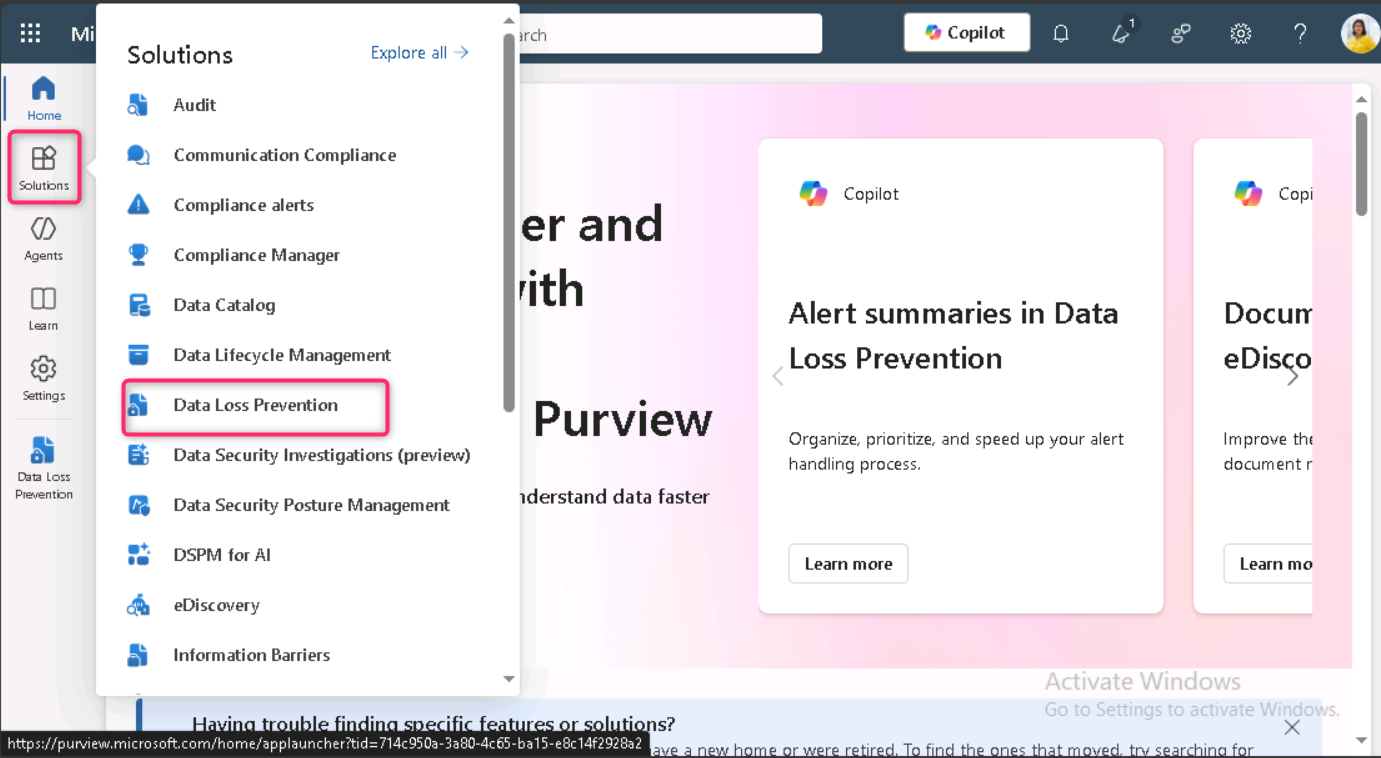 Mi
arch
Copilot
1
Home
Solutions
Agents
Learn
Settings
Data Loss
Prevention
Solutions
Explore all
Audit
Communication Compliance
Compliance alerts
Compliance Manager
Data Catalog
Data Lifecycle Management
Data Loss Prevention
Data Security Investigations (preview)
Data Security Posture Management
DSPM for AI
eDiscovery
Information Barriers
er and
with
Purview
nderstand data faster
Copilot
Alert summaries in Data
Loss Prevention
Organize, prioritize, and speed up your alert
handling process.
Learn more
Copi
Docum
eDisco
Improve the
document r
Learn mo
Activate Windows
Go to Settings to activate Windows.
Having trouble finding specific features or solutions?
ave a new home or were retired. To find the ones that moved, try searching for
https://purview.microsoft.com/home/applauncher?tid=714c950a-3a80-4c65-ba15-e8c14f2928a2